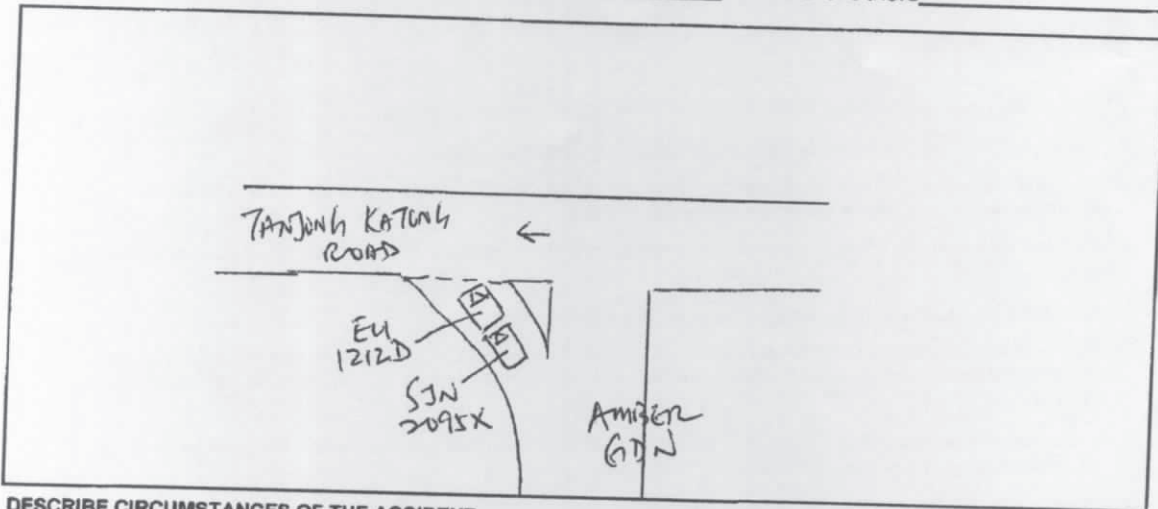 TANJONG KATONG
ROAD
←
EU
1212D
SJN
2095X
AMBER
GDN
DESCRIBE CIRCUMSTANCES OF THE ACCIDENT